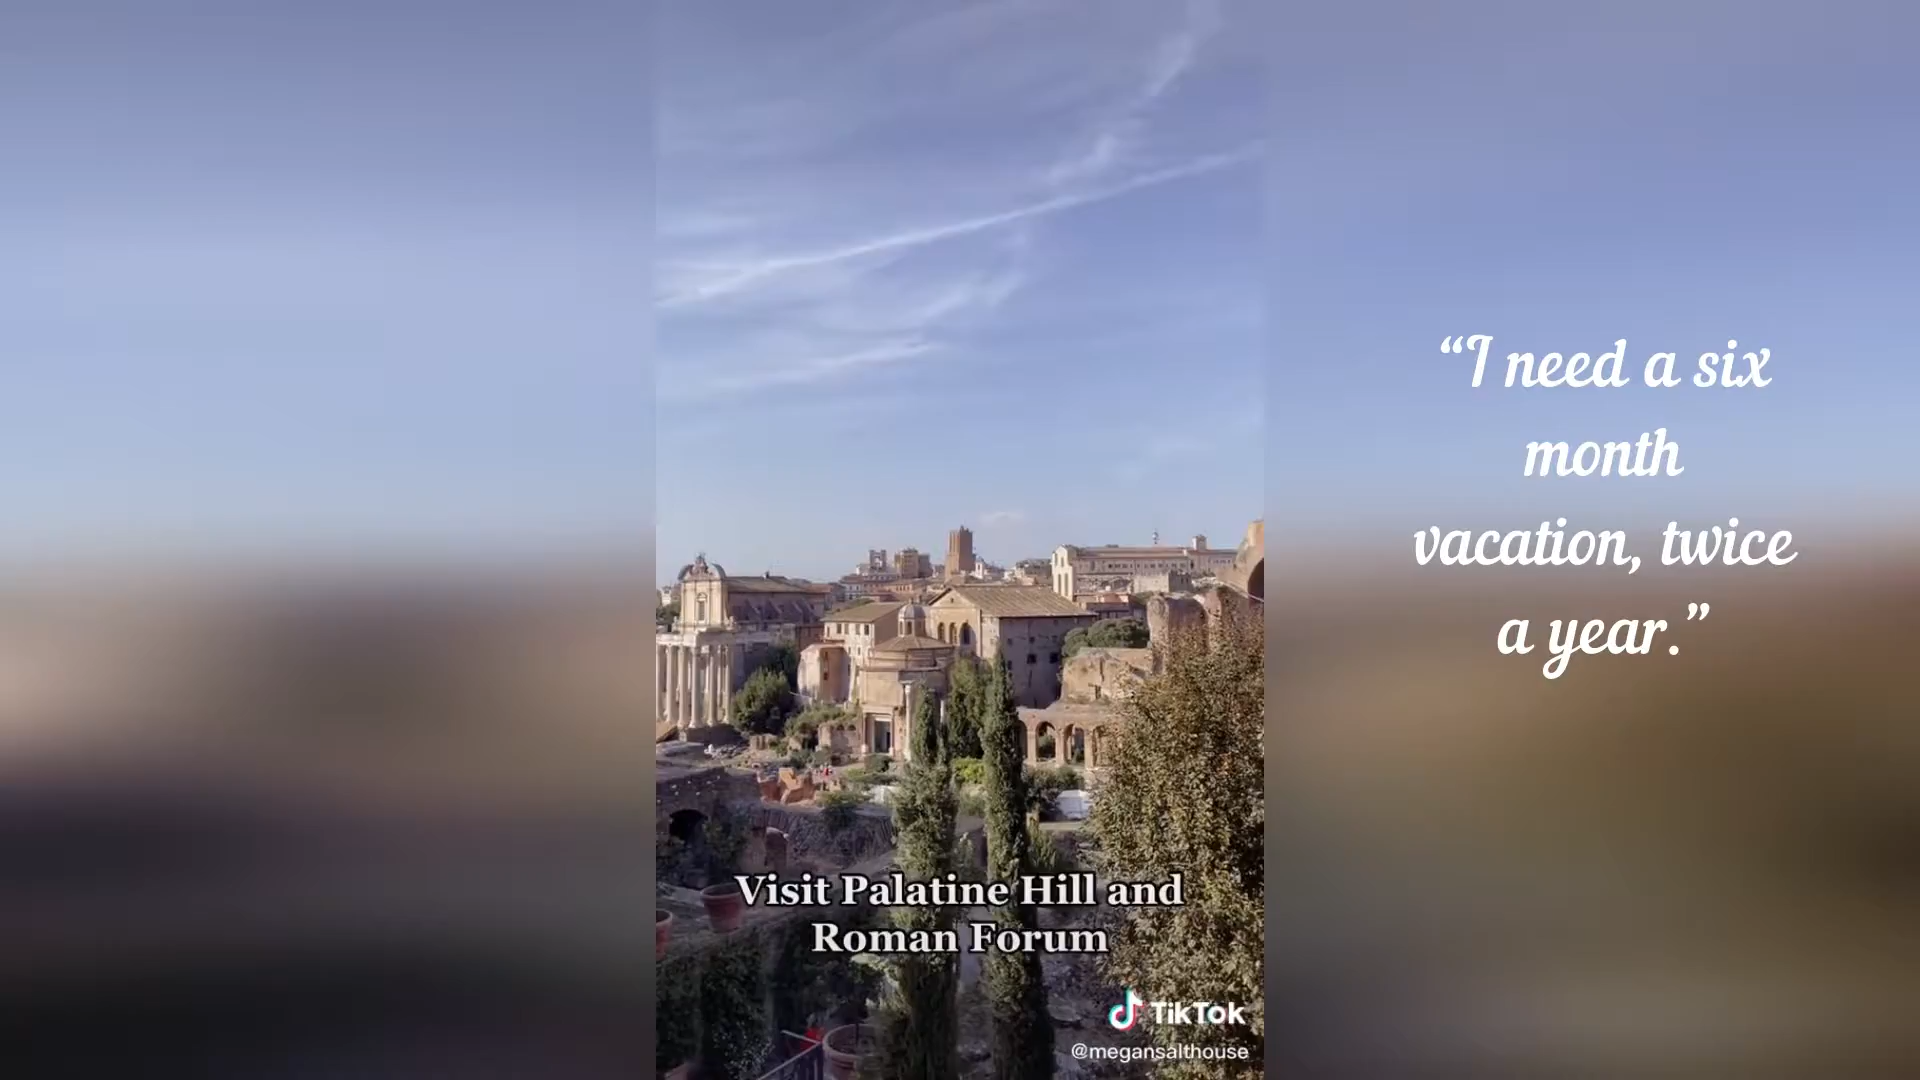 “I need a six
month
vacation, twice
a year.”
Visit Palatine Hill and
Roman Forum
TikTok
@megansalthouse